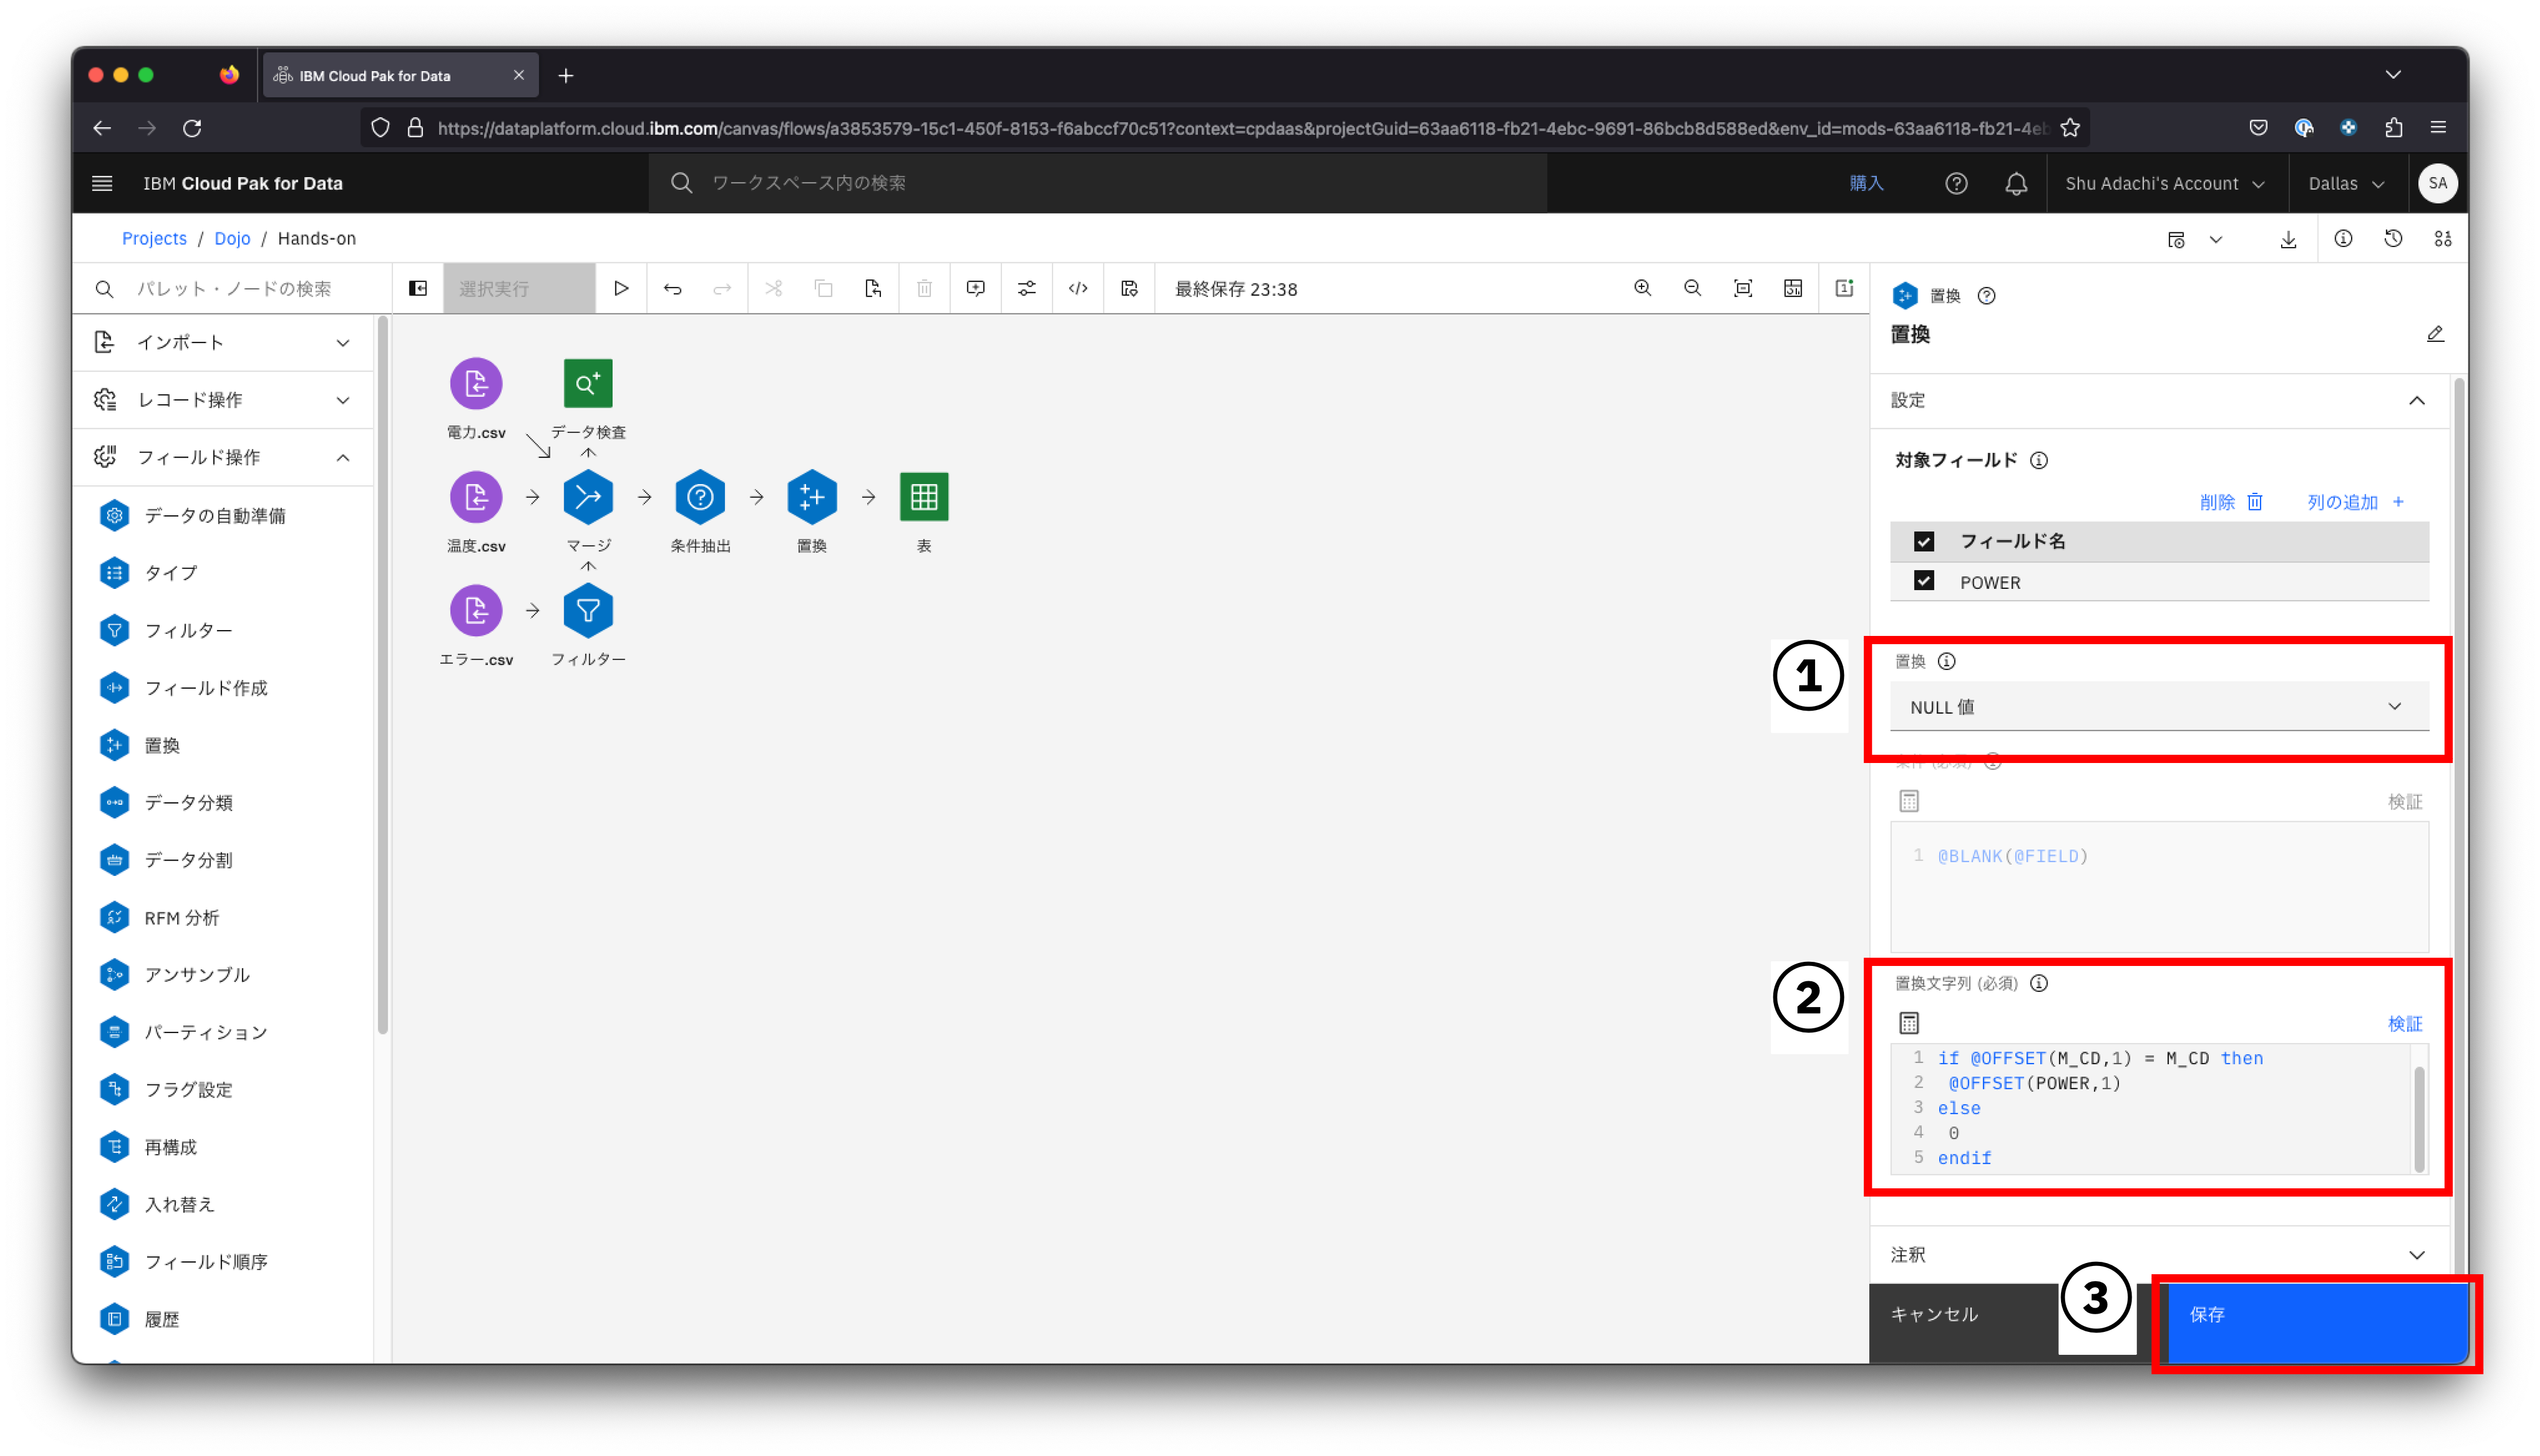 IBM Cloud Pak for Data
https://dataplatform.cloud.ibm.com/canvas/flows/a3853579-15c1-450f-8153-f6abccf70c51?context=cpdaas&projectGuid=63aa6118-fb21-4ebc-9691-86bcb8d588ed&env_id=mods-63aa6118-fb21-4eb
IBM Cloud Pak for Data
ワークスペース内の検索
購入
Shu Adachi's Account
Dallas
SA
Projects / Dojo / Hands-on
パレット・ノードの検索
選択実行
最終保存 23:38
インポート
レコード操作
フィールド操作
データの自動準備
タイプ
フィルター
フィールド作成
置換
データ分類
データ分割
RFM 分析
アンサンブル
パーティション
フラグ設定
再構成
入れ替え
フィールド順序
履歴
電力.csv
データ検査
温度.csv
マージ
条件抽出
置換
表
エラー.csv
フィルター
置換
置換
設定
対象フィールド
削除
列の追加 +
フィールド名
POWER
1
置換
NULL 値
条件 (必須)
検証
1 @BLANK(@FIELD)
2
置換文字列 (必須)
検証
1 if @OFFSET(M_CD,1) = M_CD then
2 @OFFSET(POWER,1)
3 else
4 0
5 endif
注釈
キャンセル
3
保存